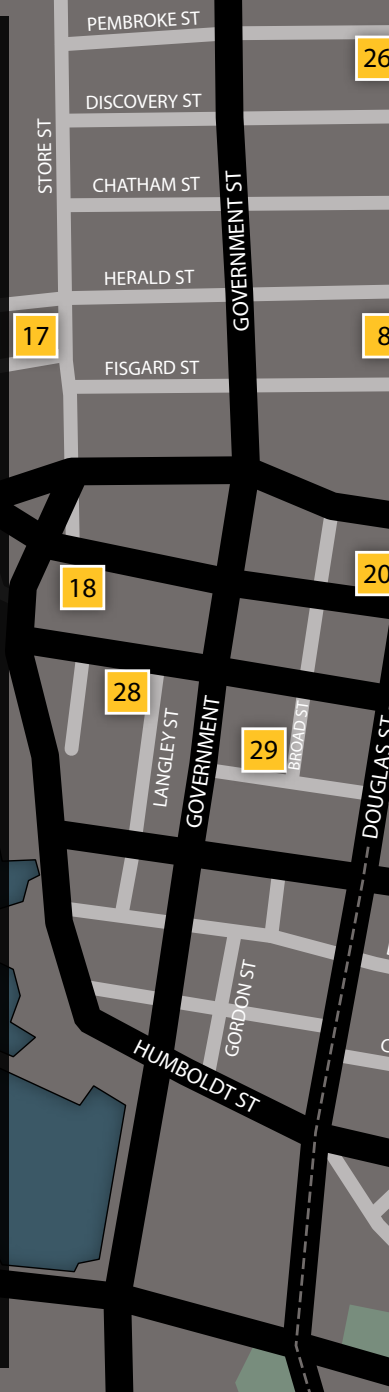 PEMBROKE ST
26
DISCOVERY ST
STORE ST
CHATHAM ST
GOVERNMENT ST
HERALD ST
17
8
FISGARD ST
18
20
28
LANGLEY ST
GOVERNMENT
29
BROAD ST
DOUGLAS ST
GORDON ST
HUMBOLDT ST